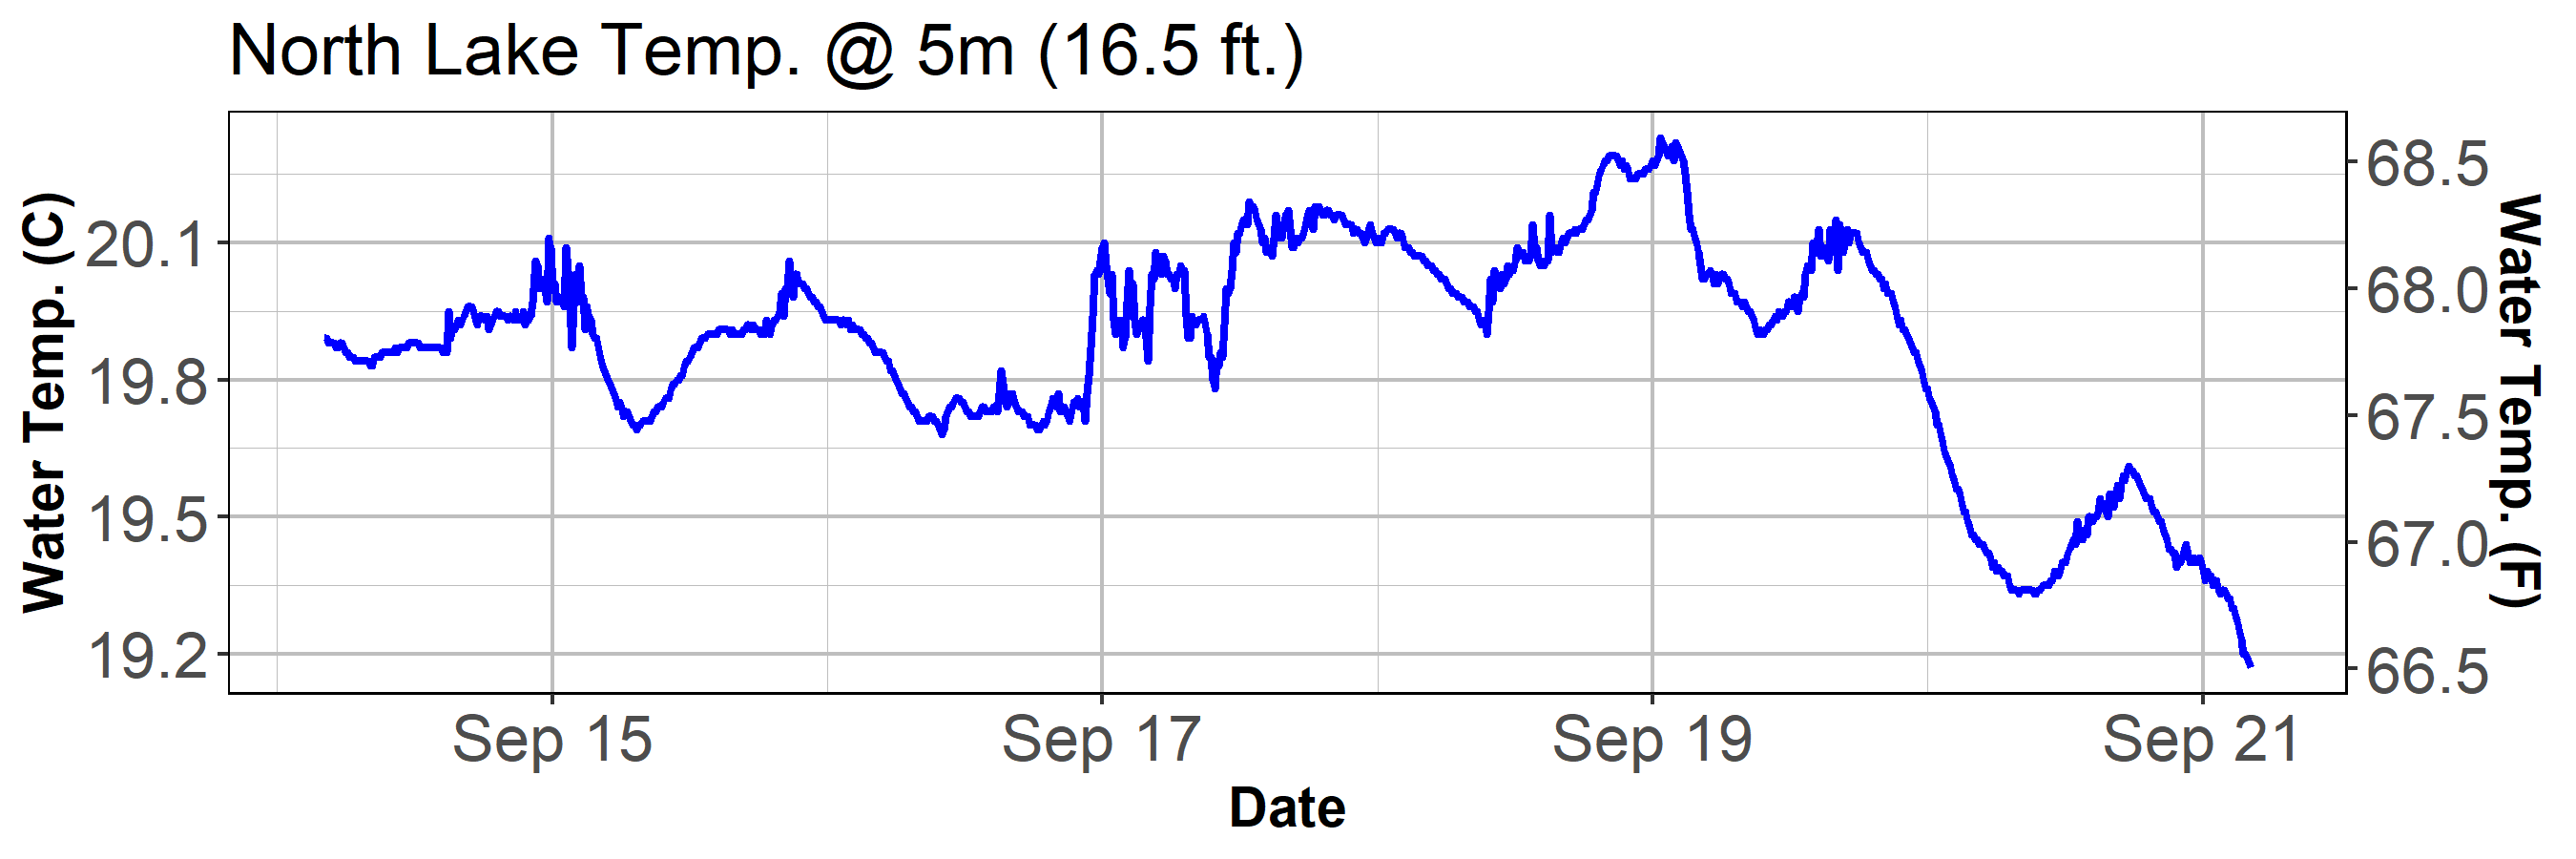 North Lake Temp. @ 5m (16.5 ft.)
Water Temp. (C)
20.1
19.8
19.5
19.2
68.5
68.0
67.5
67.0
66.5
Water Temp. (F)
Sep 15
Sep 17
Sep 19
Sep 21
Date